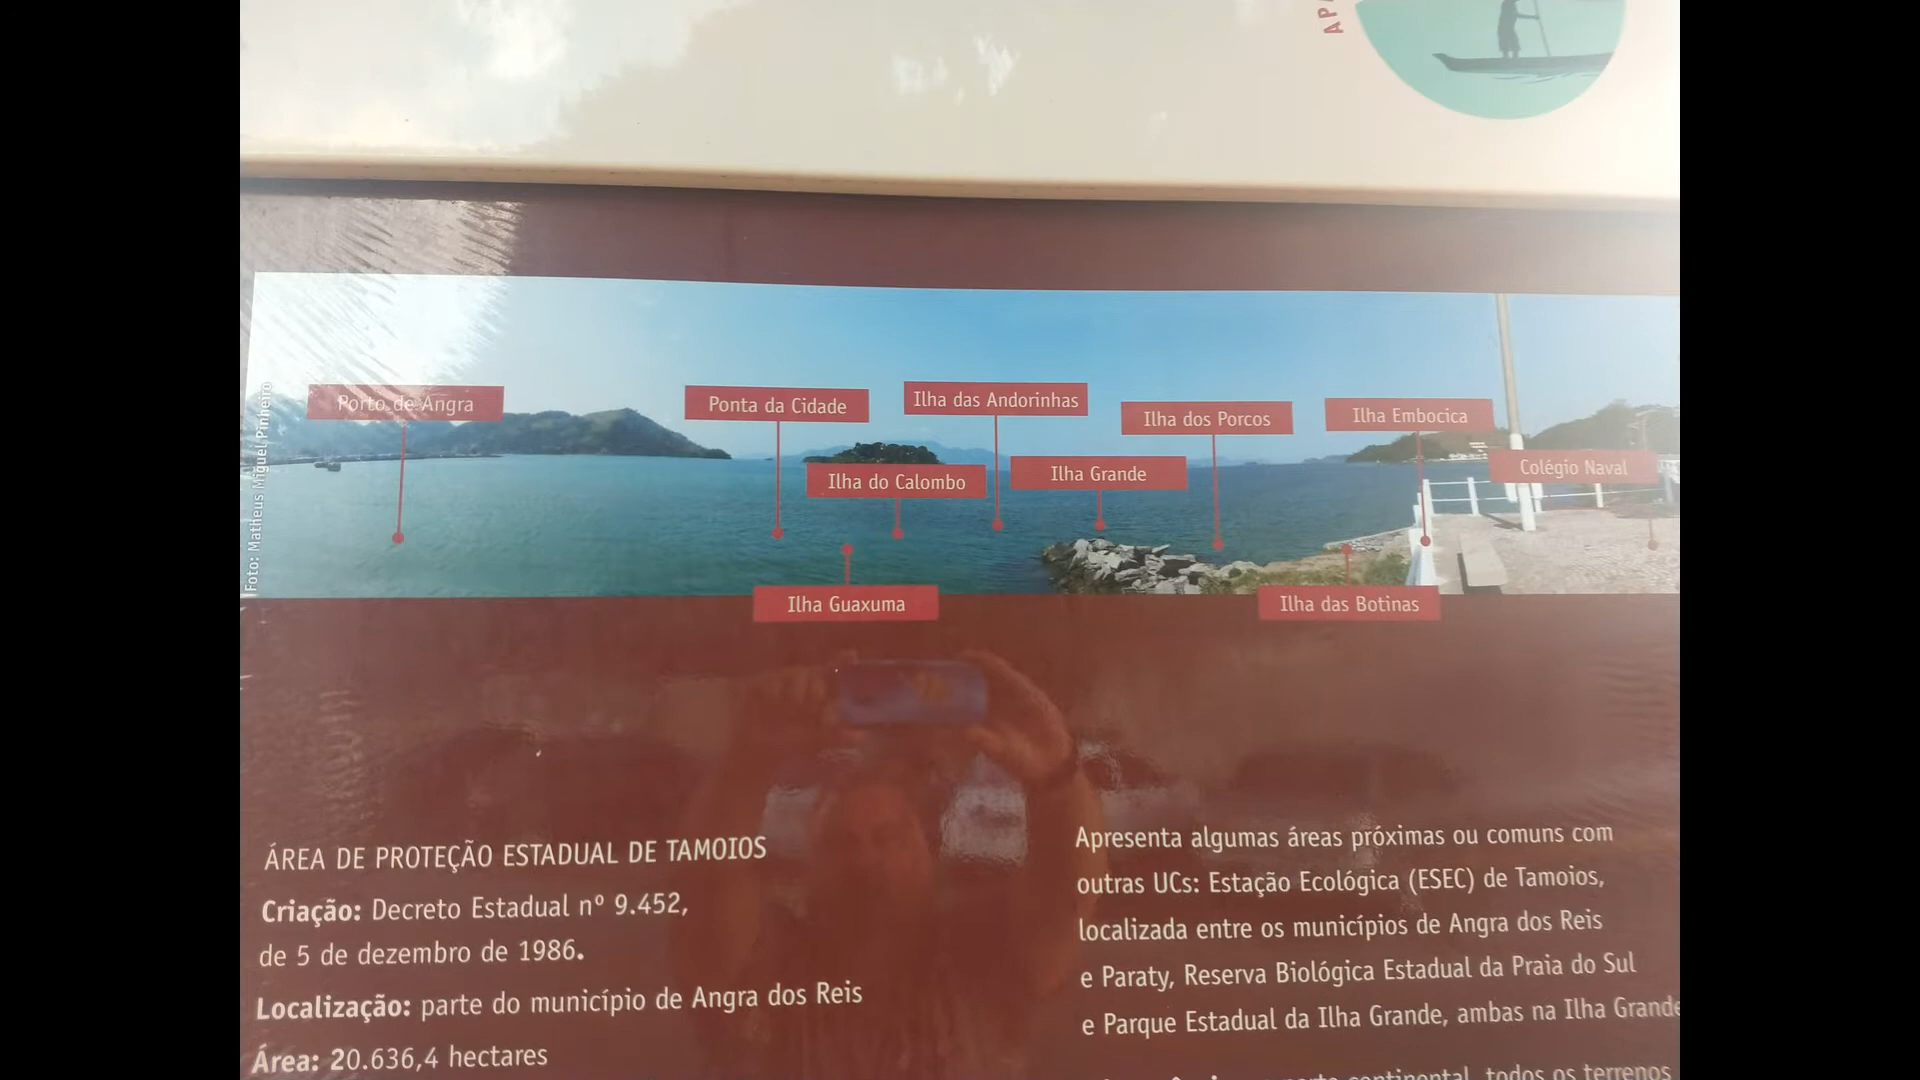 APA
Porto de Angra
Ponta da Cidade
Ilha das Andorinhas
Ilha dos Porcos
Ilha Embocica
Ilha do Calombo
Ilha Grande
Colégio Naval
Ilha Guaxuma
Ilha das Botinas
Foto: Matheus Miguel Pinheiro
ÁREA DE PROTEÇÃO ESTADUAL DE TAMOIOS
Criação: Decreto Estadual nº 9.452,
de 5 de dezembro de 1986.
Localização: parte do município de Angra dos Reis
Área: 20.636,4 hectares
Apresenta algumas áreas próximas ou comuns com
outras UCs: Estação Ecológica (ESEC) de Tamoios,
localizada entre os municípios de Angra dos Reis
e Paraty, Reserva Biológica Estadual da Praia do Sul
e Parque Estadual da Ilha Grande, ambas na Ilha Grande
continental, todos os terrenos